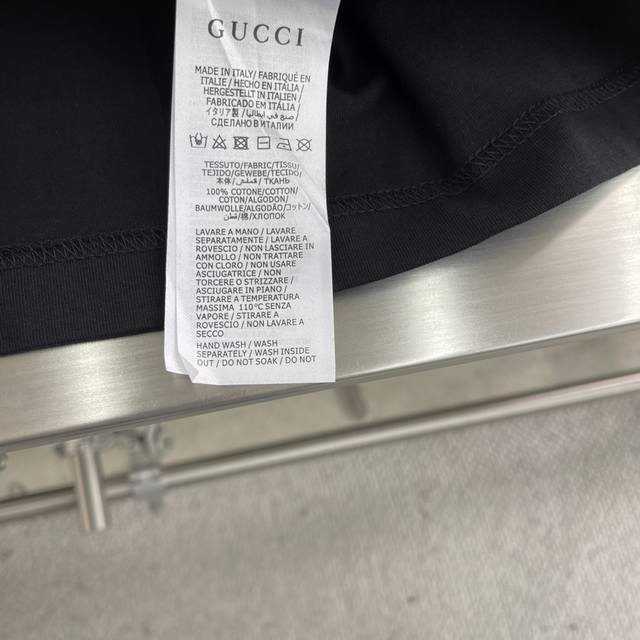 GUCCI
MADE IN ITALY/ FABRIQUÉ EN
ITALIE / HECHO EN ITALIA/
HERGESTELLT IN ITALIEN
FABRICADO EM ITÁLIA/
イタリア製 / صنع في ايطاليا /
СДЕЛАНО В ИТАЛИИ
TESSUTO/FABRIC/TISSU/
TEJIDO/GEWEBE/TECIDO/
本体/ قماش / ТКАНЬ
100% COTONE/COTTON/
COTON/ALGODON/
BAUMWOLLE/ALGODÃO/コットン/
قطن/棉/ХЛОПОК
LAVARE A MANO / LAVARE
SEPARATAMENTE / LAVARE A
ROVESCIO / NON LASCIARE IN
AMMOLLO / NON TRATTARE
CON CLORO / NON USARE
ASCIUGATRICE / NON
TORCERE O STRIZZARE /
ASCIUGARE IN PIANO /
STIRARE A TEMPERATURA
MASSIMA 110°C SENZA
VAPORE / STIRARE A
ROVESCIO / NON LAVARE A
SECCO
HAND WASH / WASH
SEPARATELY / WASH INSIDE
OUT / DO NOT SOAK / DO NOT